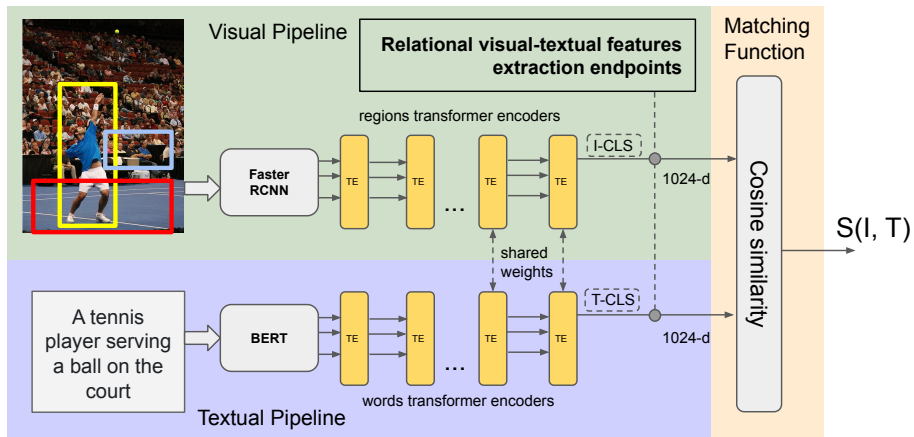 Visual Pipeline
Relational visual-textual features
extraction endpoints
Matching
Function
regions transformer encoders
Faster
RCNN
TE
TE
...
TE
TE
I-CLS
1024-d
Cosine similarity
S(I, T)
shared
weights
A tennis
player serving
a ball on the
court
BERT
TE
TE
...
TE
TE
T-CLS
1024-d
words transformer encoders
Textual Pipeline